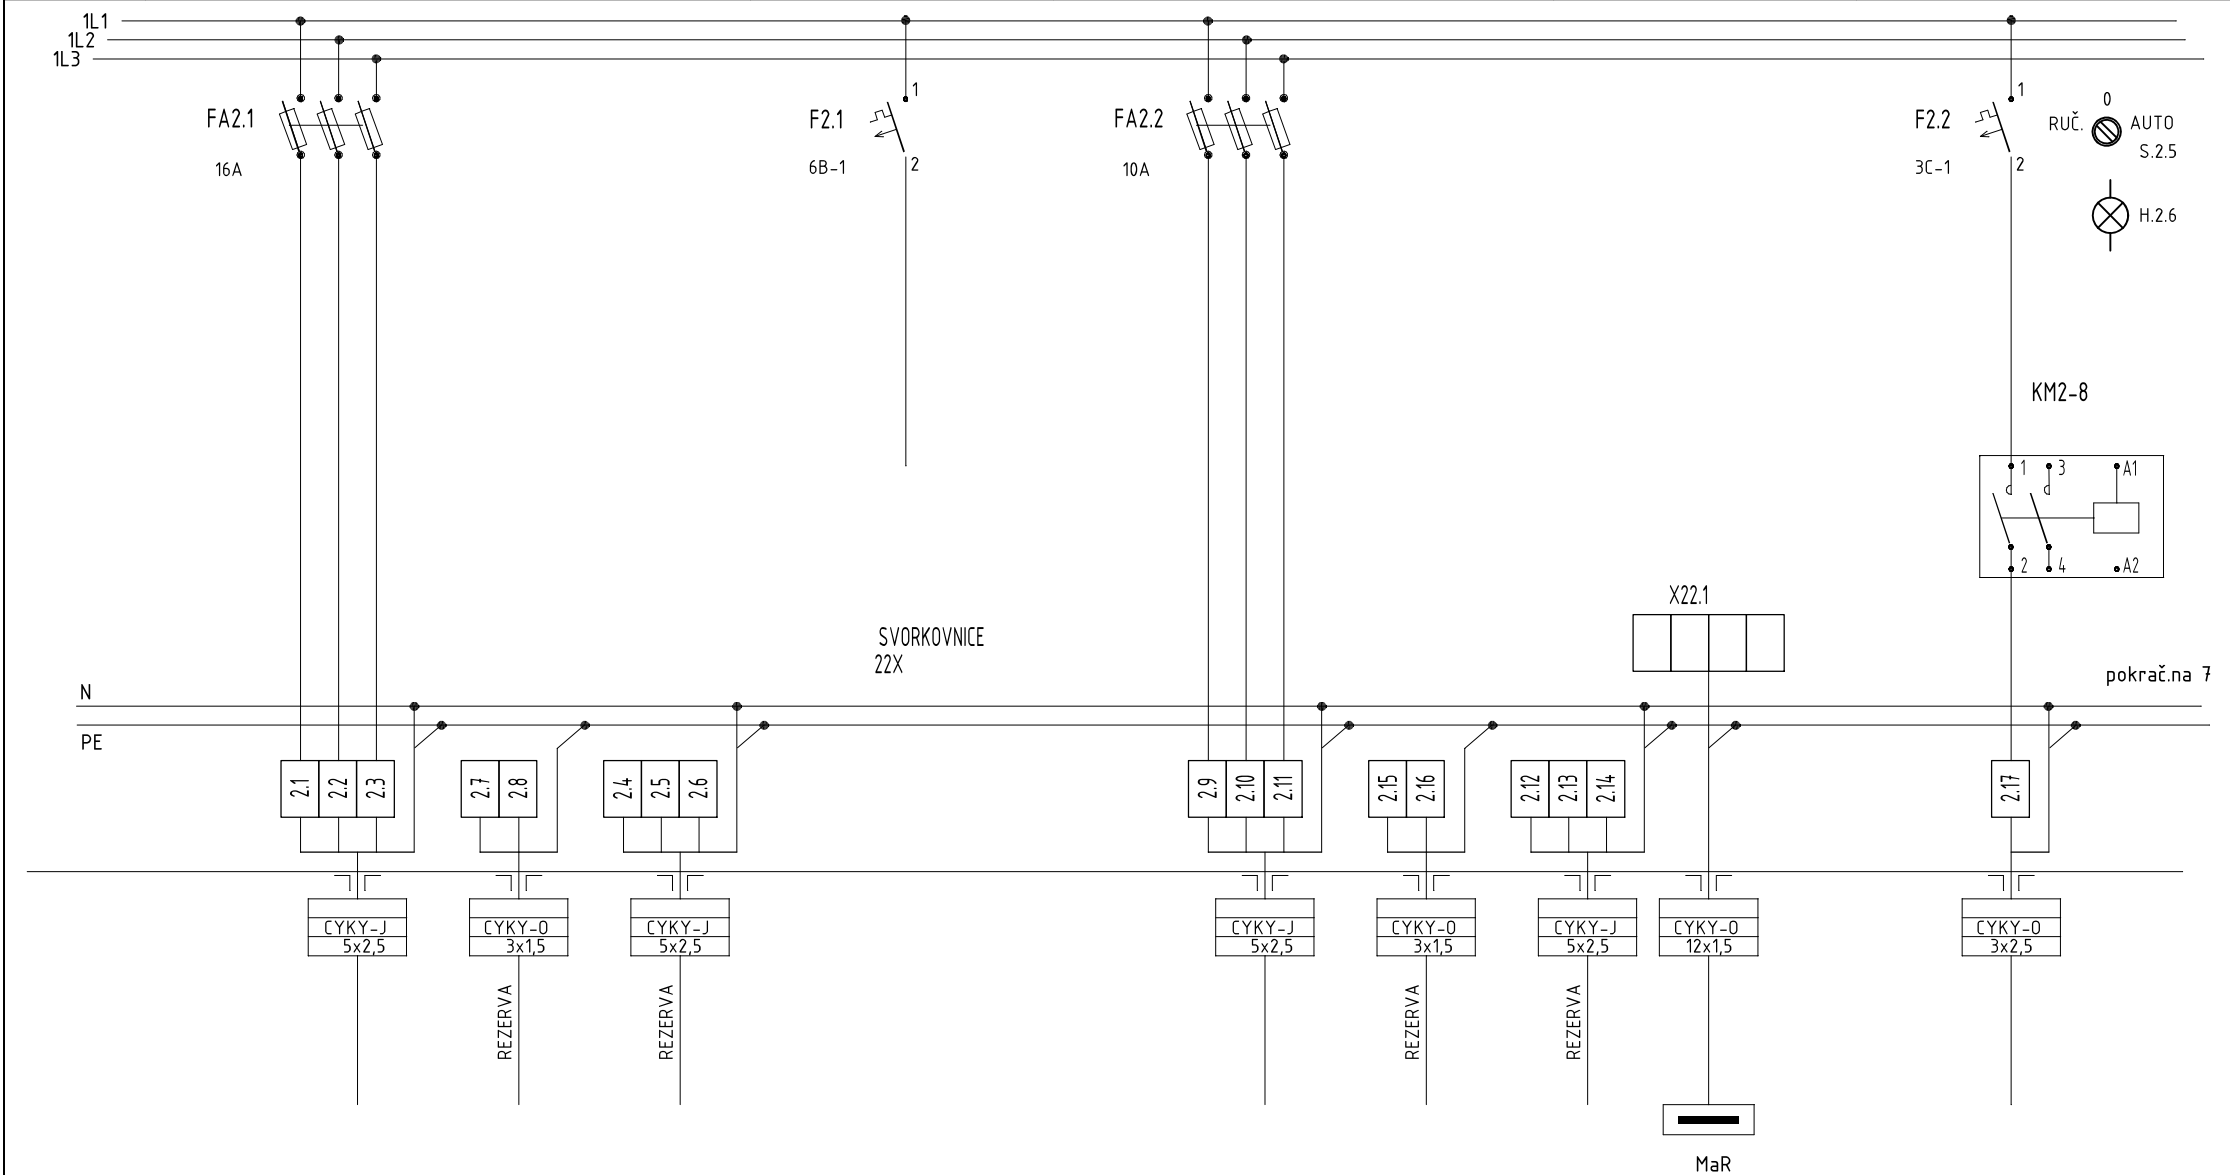 1L1
1L2
1L3
FA2.1
16A
F2.1
6B-1
1
2
FA2.2
10A
F2.2
3C-1
1
2
0
RUČ.
AUTO
S.2.5
H.2.6
KM2-8
1
3
A1
2
4
A2
X22.1
SVORKOVNICE
22X
pokrač.na 7
N
PE
2.1
2.2
2.3
2.7
2.8
2.4
2.5
2.6
2.9
2.10
2.11
2.15
2.16
2.12
2.13
2.14
2.17
CYKY-J
5x2,5
CYKY-O
3x1,5
CYKY-J
5x2,5
CYKY-J
5x2,5
CYKY-O
3x1,5
CYKY-J
5x2,5
CYKY-O
12x1,5
CYKY-O
3x2,5
REZERVA
REZERVA
REZERVA
REZERVA
MaR